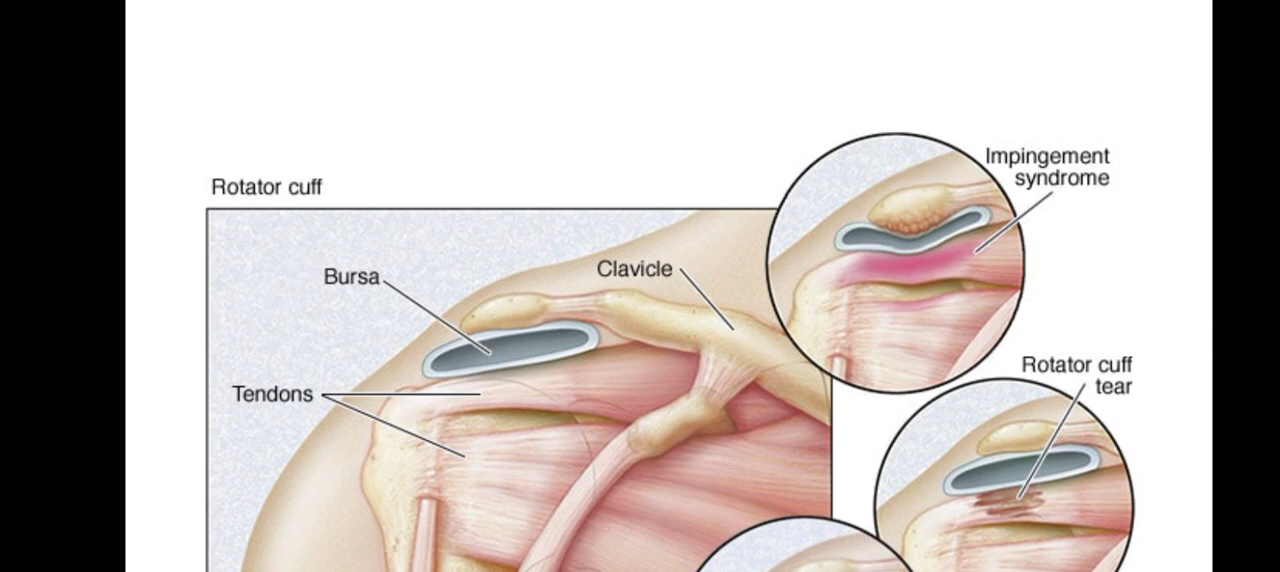 Impingement
syndrome
Rotator cuff
Bursa
Clavicle
Rotator cuff
tear
Tendons